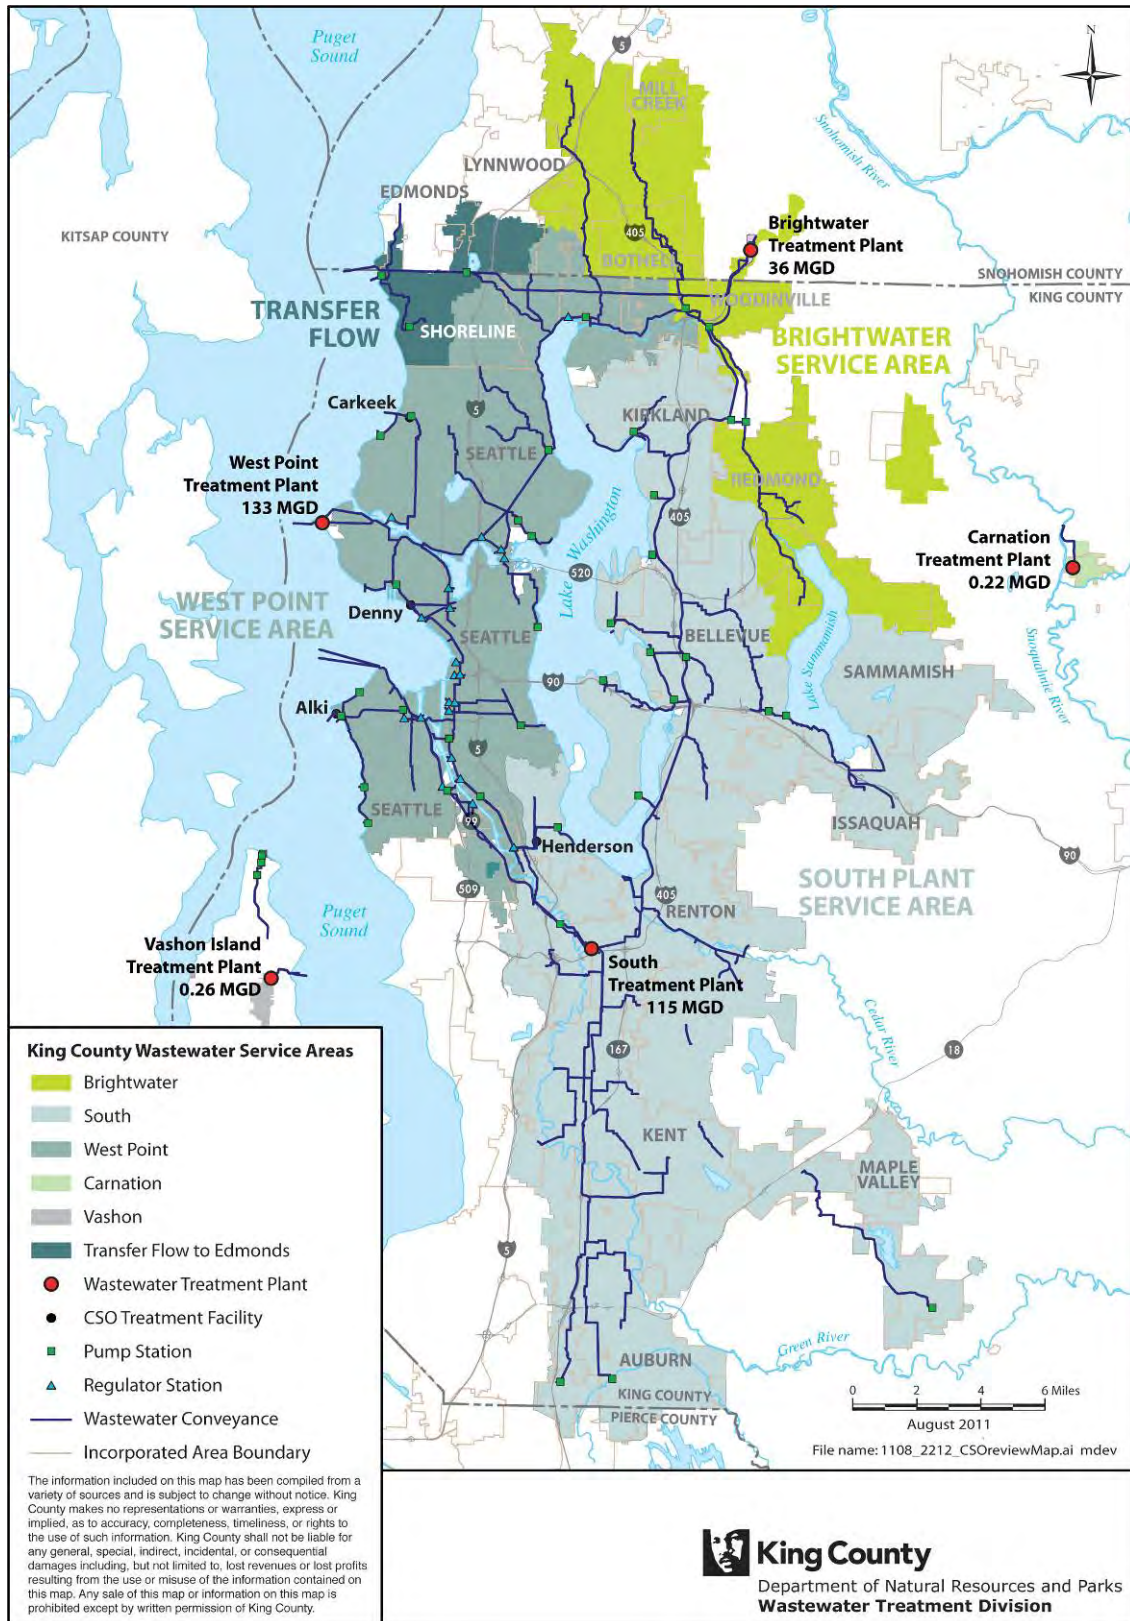 Puget
Sound
5
MILL
CREEK
Snohomish River
LYNNWOOD
EDMONDS
N
KITSAP COUNTY
405
BOTHELL
Brightwater
Treatment Plant
36 MGD
SNOHOMISH COUNTY
KING COUNTY
WOODINVILLE
TRANSFER
FLOW
SHORELINE
BRIGHTWATER
SERVICE AREA
Carkeek
5
KIRKLAND
SEATTLE
West Point
Treatment Plant
133 MGD
REDMOND
405
Lake Washington
Carnation
Treatment Plant
0.22 MGD
520
WEST POINT
SERVICE AREA
Denny
SEATTLE
BELLEVUE
Lake Sammamish
SAMMAMISH
Snoqualmie River
90
Alki
5
SEATTLE
99
ISSAQUAH
Henderson
90
509
405
RENTON
SOUTH PLANT
SERVICE AREA
Puget
Sound
Vashon Island
Treatment Plant
0.26 MGD
South
Treatment Plant
115 MGD
Cedar River
167
18
KENT
MAPLE
VALLEY
5
Green River
AUBURN
KING COUNTY
PIERCE COUNTY
0 2 4 6 Miles
August 2011
File name: 1108_2212_CSOreviewMap.ai mdev
King County Wastewater Service Areas
Brightwater
South
West Point
Carnation
Vashon
Transfer Flow to Edmonds
Wastewater Treatment Plant
CSO Treatment Facility
Pump Station
Regulator Station
Wastewater Conveyance
Incorporated Area Boundary
The information included on this map has been compiled from a
variety of sources and is subject to change without notice. King
County makes no representations or warranties, express or
implied, as to accuracy, completeness, timeliness, or rights to
the use of such information. King County shall not be liable for
any general, special, indirect, incidental, or consequential
damages including, but not limited to, lost revenues or lost profits
resulting from the use or misuse of the information contained on
this map. Any sale of this map or information on this map is
prohibited except by written permission of King County.
King County
Department of Natural Resources and Parks
Wastewater Treatment Division